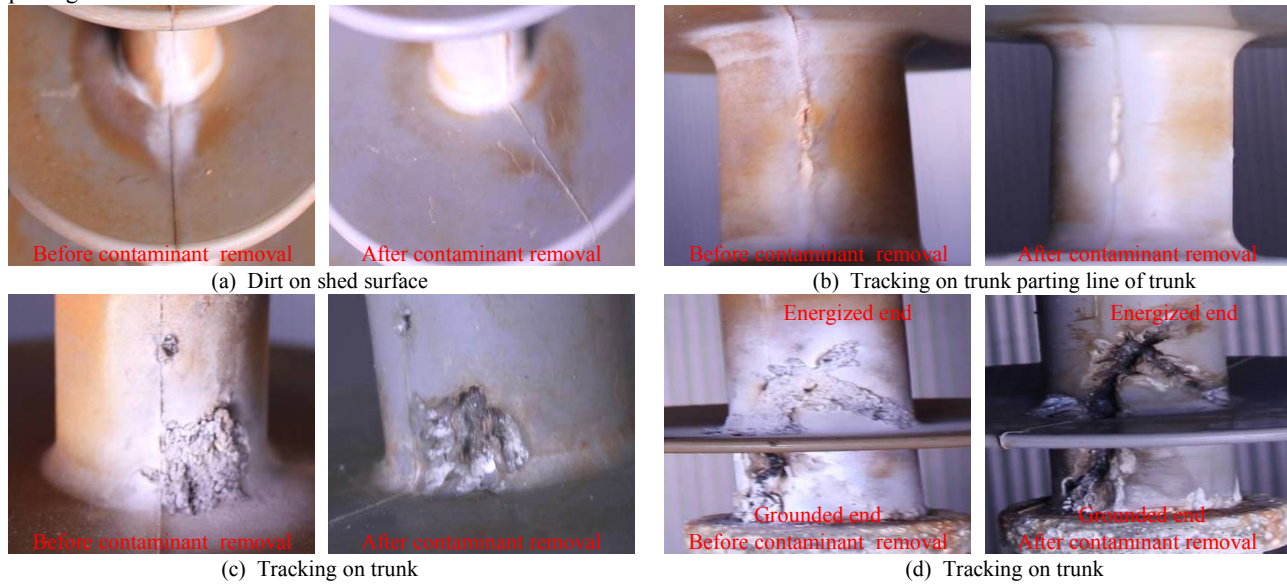 Before contaminant removal
After contaminant removal
Before contaminant removal
After contaminant removal
(a) Dirt on shed surface
(b) Tracking on trunk parting line of trunk
Energized end
Energized end
Grounded end
Grounded end
Before contaminant removal
After contaminant removal
Before contaminant removal
After contaminant removal
(c) Tracking on trunk
(d) Tracking on trunk